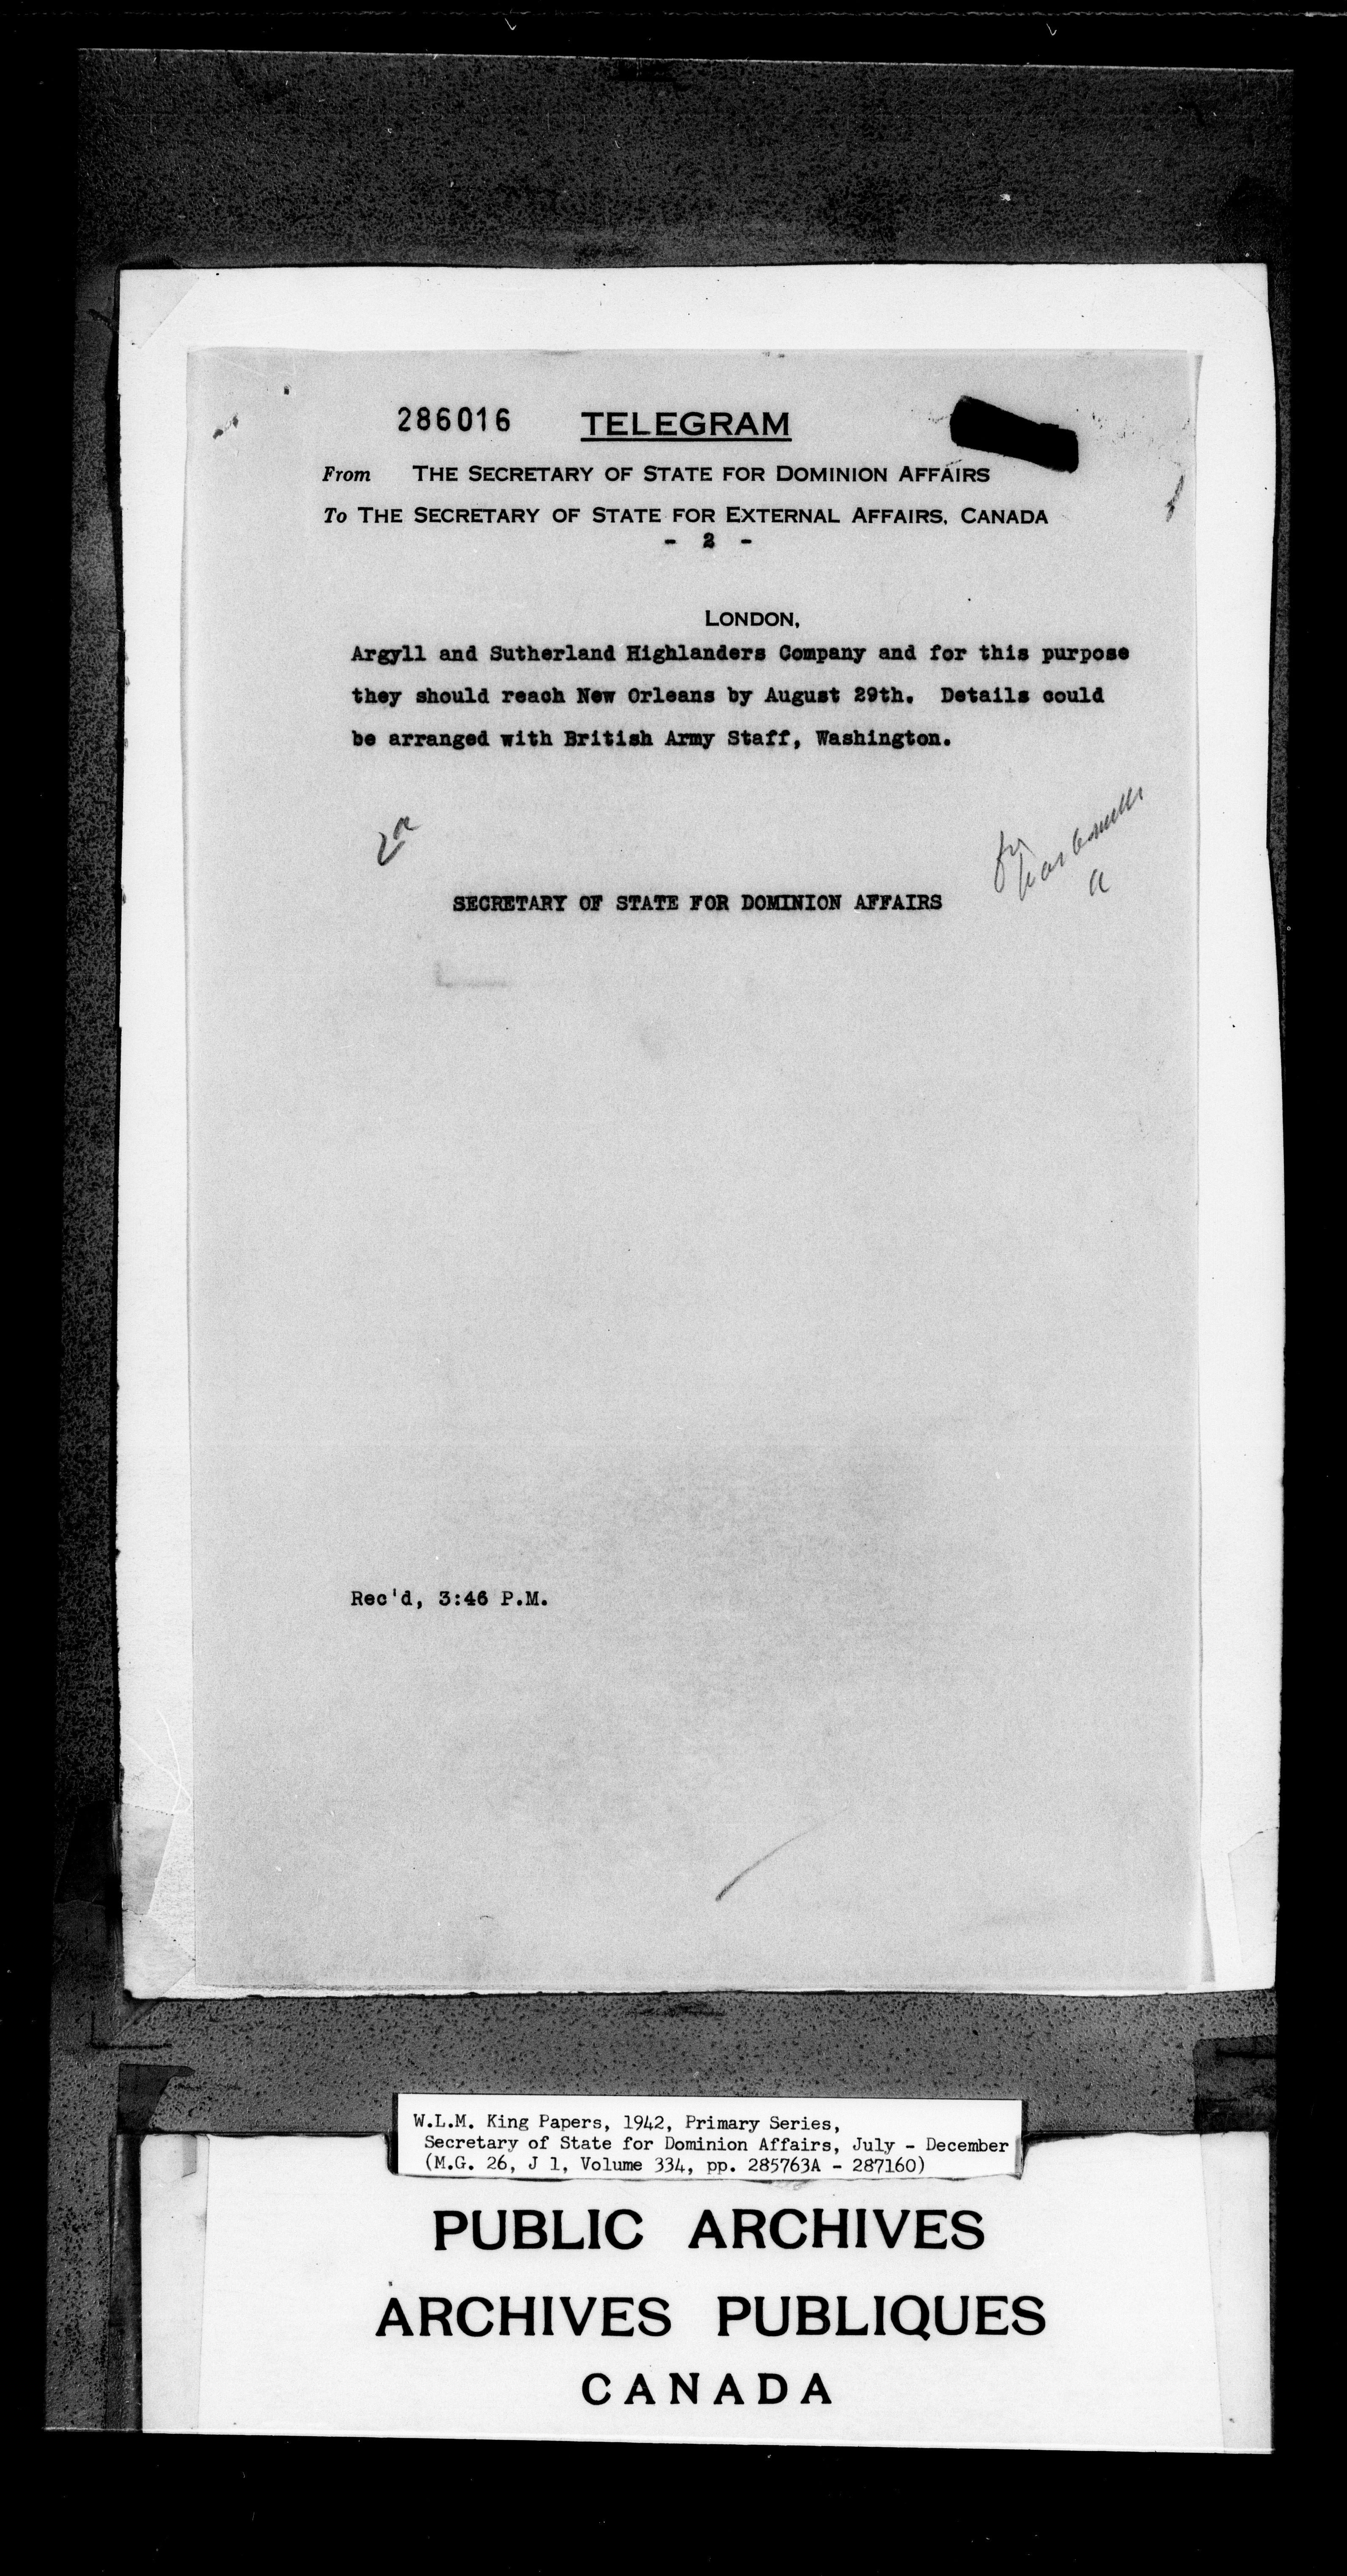 286016 TELEGRAM
From THE SECRETARY OF STATE FOR DOMINION AFFAIRS
To THE SECRETARY OF STATE FOR EXTERNAL AFFAIRS, CANADA
- 2 -
LONDON,
Argyll and Sutherland Highlanders Company and for this purpose
they should reach New Orleans by August 29th. Details could
be arranged with British Army Staff, Washington.
SECRETARY OF STATE FOR DOMINION AFFAIRS
Rec'd, 3:46 P.M.
W.L.M. King Papers, 1942, Primary Series,
Secretary of State for Dominion Affairs, July - December
(M.G. 26, J 1, Volume 334, pp. 285763A - 287160)
PUBLIC ARCHIVES
ARCHIVES PUBLIQUES
CANADA